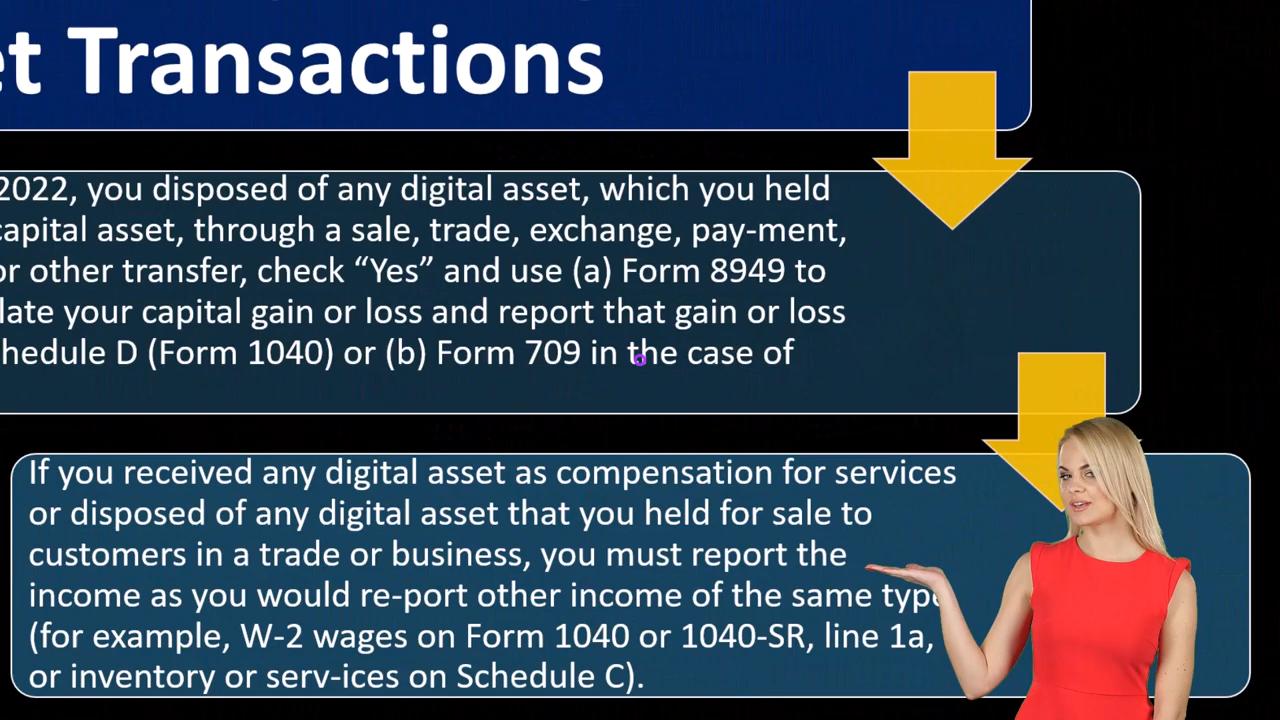 et Transactions
2022, you disposed of any digital asset, which you held
capital asset, through a sale, trade, exchange, pay-ment,
or other transfer, check “Yes” and use (a) Form 8949 to
late your capital gain or loss and report that gain or loss
hedule D (Form 1040) or (b) Form 709 in the case of
If you received any digital asset as compensation for services
or disposed of any digital asset that you held for sale to
customers in a trade or business, you must report the
income as you would re-port other income of the same type
(for example, W-2 wages on Form 1040 or 1040-SR, line 1a,
or inventory or serv-ices on Schedule C).